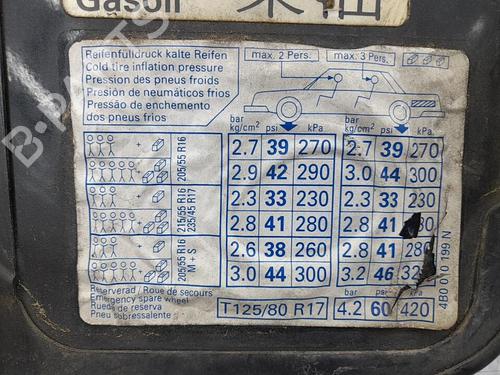 Gasoil 柴油
Reifenfülldruck kalte Reifen
Cold tire inflation pressure
Pression des pneus froids
Presión de neumáticos fríos
Pressão de enchemento
dos pneus frios
max. 2 Pers.
max. 3 Pers.
bar kg/cm² psi kPa bar kg/cm² psi kPa
205/55 R16
2.7 39 270 2.7 39 270
2.9 42 290 3.0 44 300
215/55 R16
235/45 R17
2.3 33 230 2.3 33 230
2.8 41 280 2.8 41
205/55 R16
M + S
2.6 38 260 2.8 41 280
3.0 44 300 3.2 46
Reserverad / Roue de secours
Emergency spare wheel
Rueda de reserva
Pneu sobressalente
T125/80 R17
bar psi kPa
4.2 60 420
4B0 010 199 N
B-PARTS